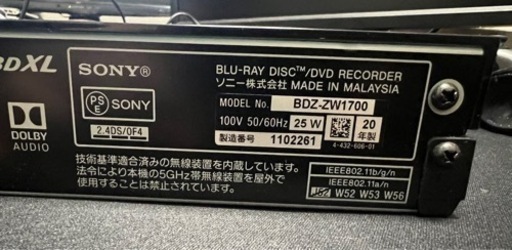 BDXL
SONY®
BLU-RAY DISC™/DVD RECORDER
ソニー株式会社 MADE IN MALAYSIA
PSE SONY
MODEL No. BDZ-ZW1700
100V 50/60Hz 25W 20年製
2.4DS/OF4
製造番号 1102261
4-432-606-01
DOLBY AUDIO
技術基準適合済みの無線装置を内蔵しています。
法令により本機の5GHz帯無線装置を屋外で
使用することは禁止されています。
IEEE802.11b/g/n
IEEE802.11a/n
J52 W52 W53 W56